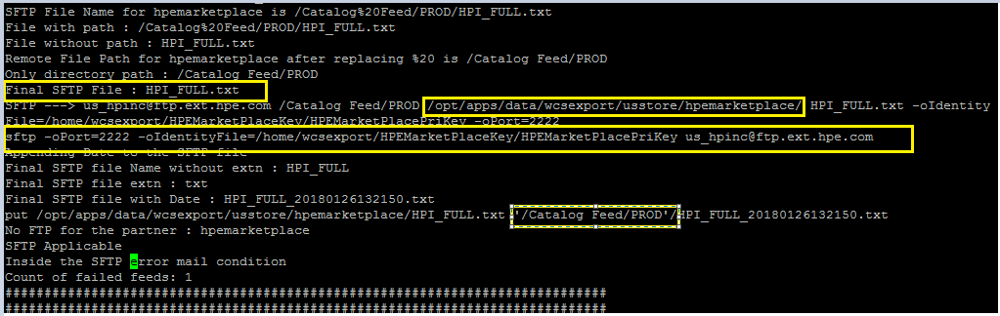 SFTP File Name for hpemarketplace is /Catalog%20Feed/PROD/HPI_FULL.txt
File with path : /Catalog%20Feed/PROD/HPI_FULL.txt
File without path : HPI_FULL.txt
Remote File Path for hpemarketplace after replacing %20 is /Catalog Feed/PROD
Only directory path : /Catalog Feed/PROD
Final SFTP File : HPI_FULL.txt
SFTP ---> us_hpinc@ftp.ext.hpe.com /Catalog Feed/PROD /opt/apps/data/wcsexport/usstore/hpemarketplace/ HPI_FULL.txt -oIdentity
File=/home/wcsexport/HPEMarketPlaceKey/HPEMarketPlacePriKey -oPort=2222
sftp -oPort=2222 -oIdentityFile=/home/wcsexport/HPEMarketPlaceKey/HPEMarketPlacePriKey us_hpinc@ftp.ext.hpe.com
Appending Date to the SFTP file
Final SFTP file Name without extn : HPI_FULL
Final SFTP file extn : txt
Final SFTP file with Date : HPI_FULL_20180126132150.txt
put /opt/apps/data/wcsexport/usstore/hpemarketplace/HPI_FULL.txt '/Catalog Feed/PROD'/HPI_FULL_20180126132150.txt
No FTP for the partner : hpemarketplace
SFTP Applicable
Inside the SFTP error mail condition
Count of failed feeds: 1
#############################################################################
#############################################################################